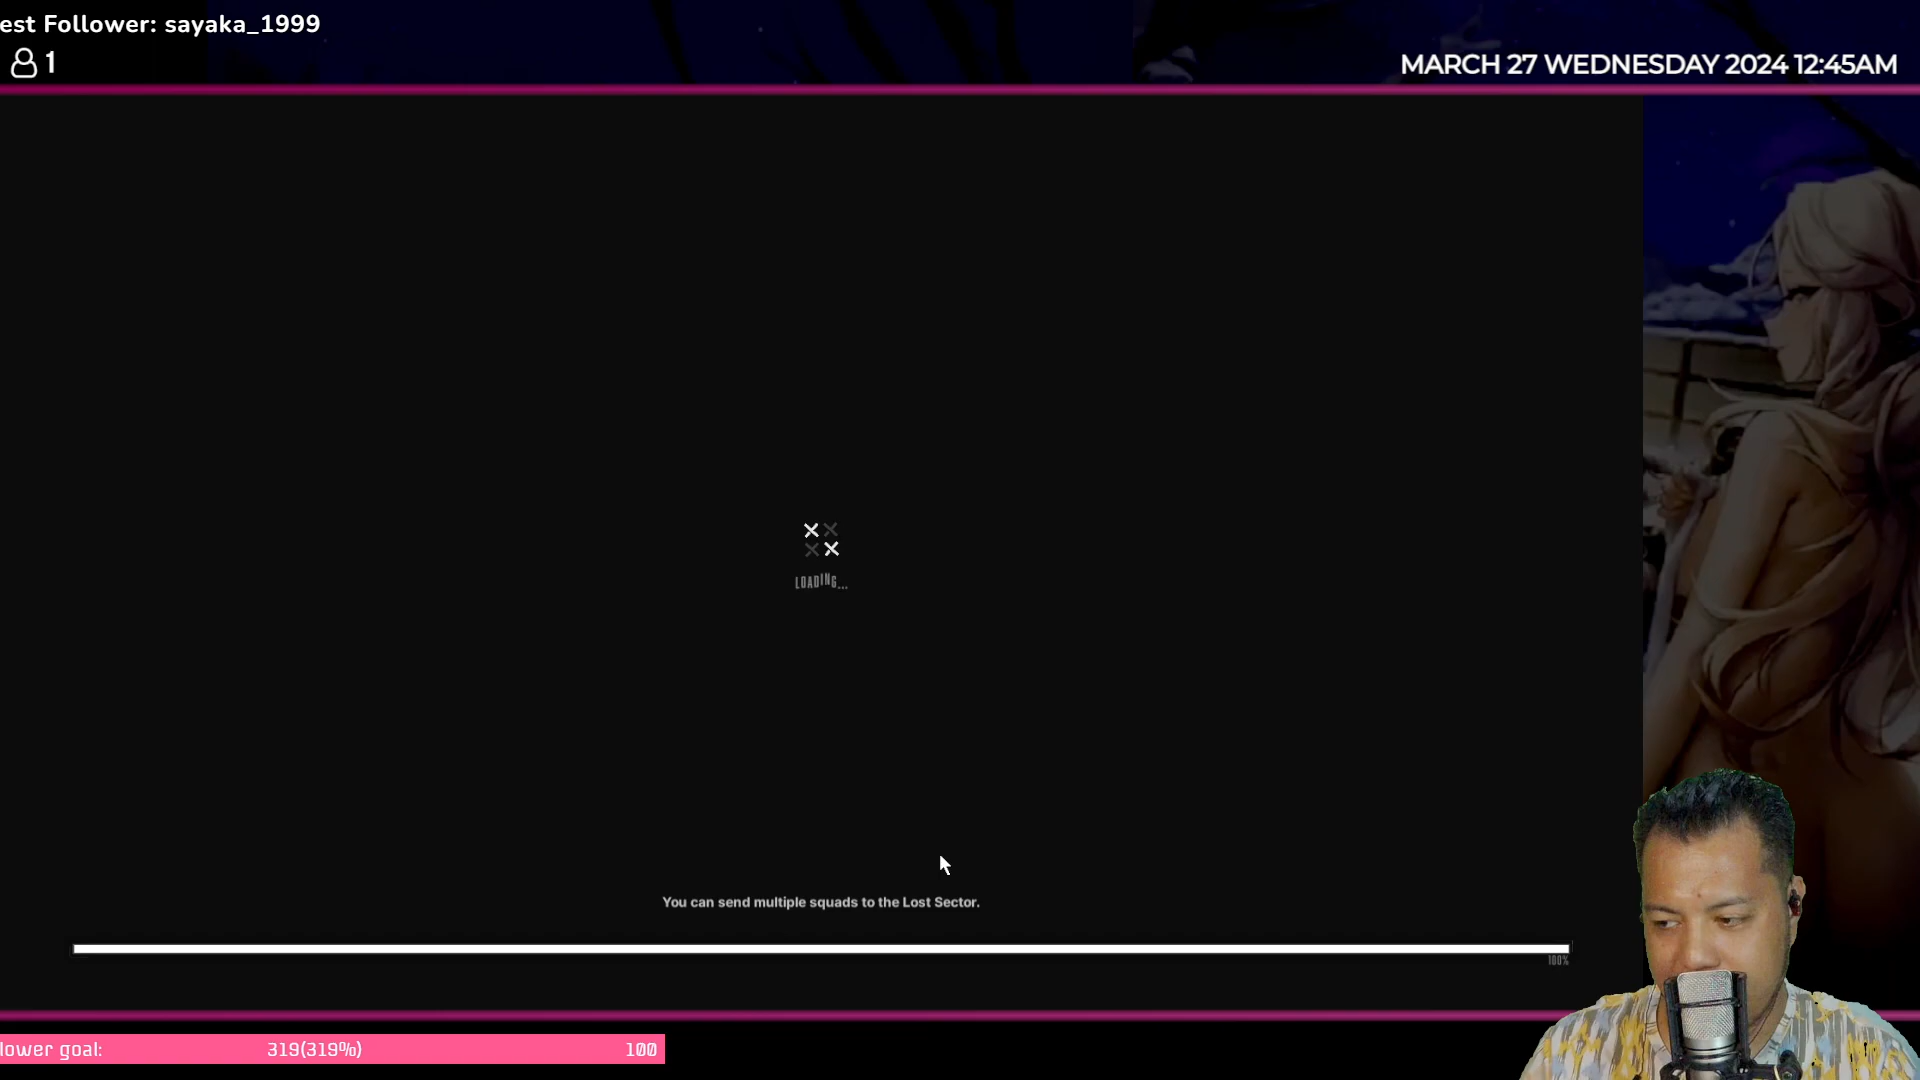 est Follower: sayaka_1999
1
MARCH 27 WEDNESDAY 2024 12:45AM
LOADING...
You can send multiple squads to the Lost Sector.
100%
lower goal: 319(319%) 100